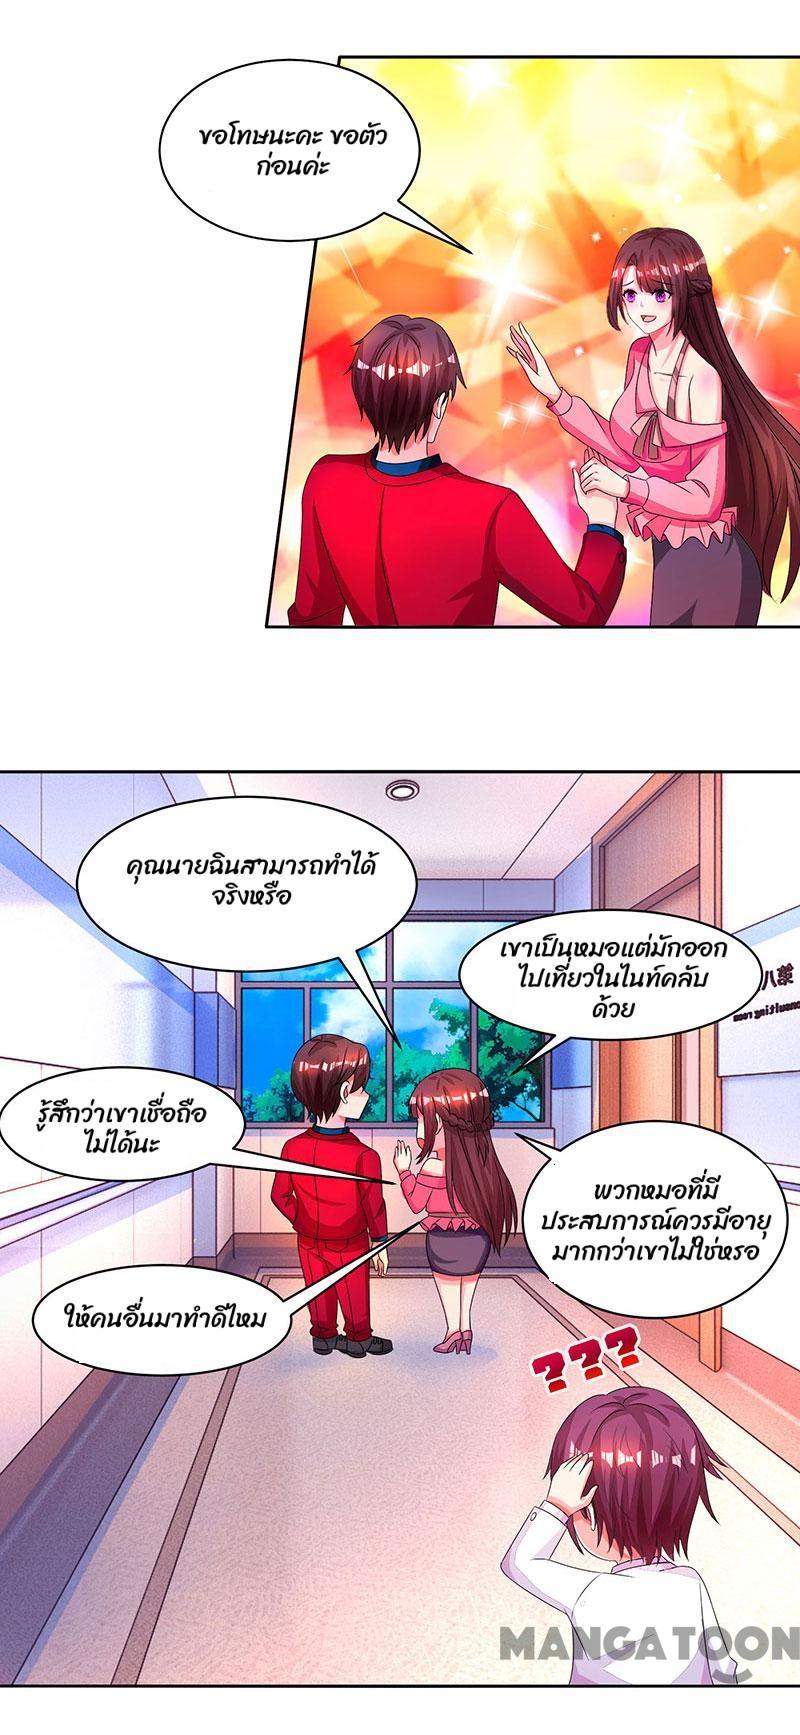 ขอโทษนะคะ ขอตัว
ก่อนค่ะ
คุณนายฉินสามารถทำได้
จริงหรือ
เขาเป็นหมอแต่มักออก
ไปเที่ยวในไนท์คลับ
ด้วย
รู้สึกว่าเขาเชื่อถือ
ไม่ได้นะ
พวกหมอที่มี
ประสบการณ์ควรมีอายุ
มากกว่าเขาไม่ใช่หรอ
ให้คนอื่นมาทำดีไหม
???
MANGATOON